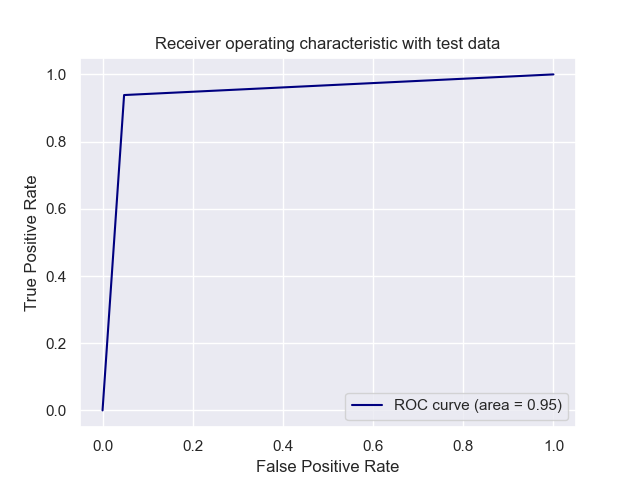 Receiver operating characteristic with test data
1.0
0.8
0.6
0.4
0.2
0.0
True Positive Rate
ROC curve (area = 0.95)
0.0 0.2 0.4 0.6 0.8 1.0
False Positive Rate